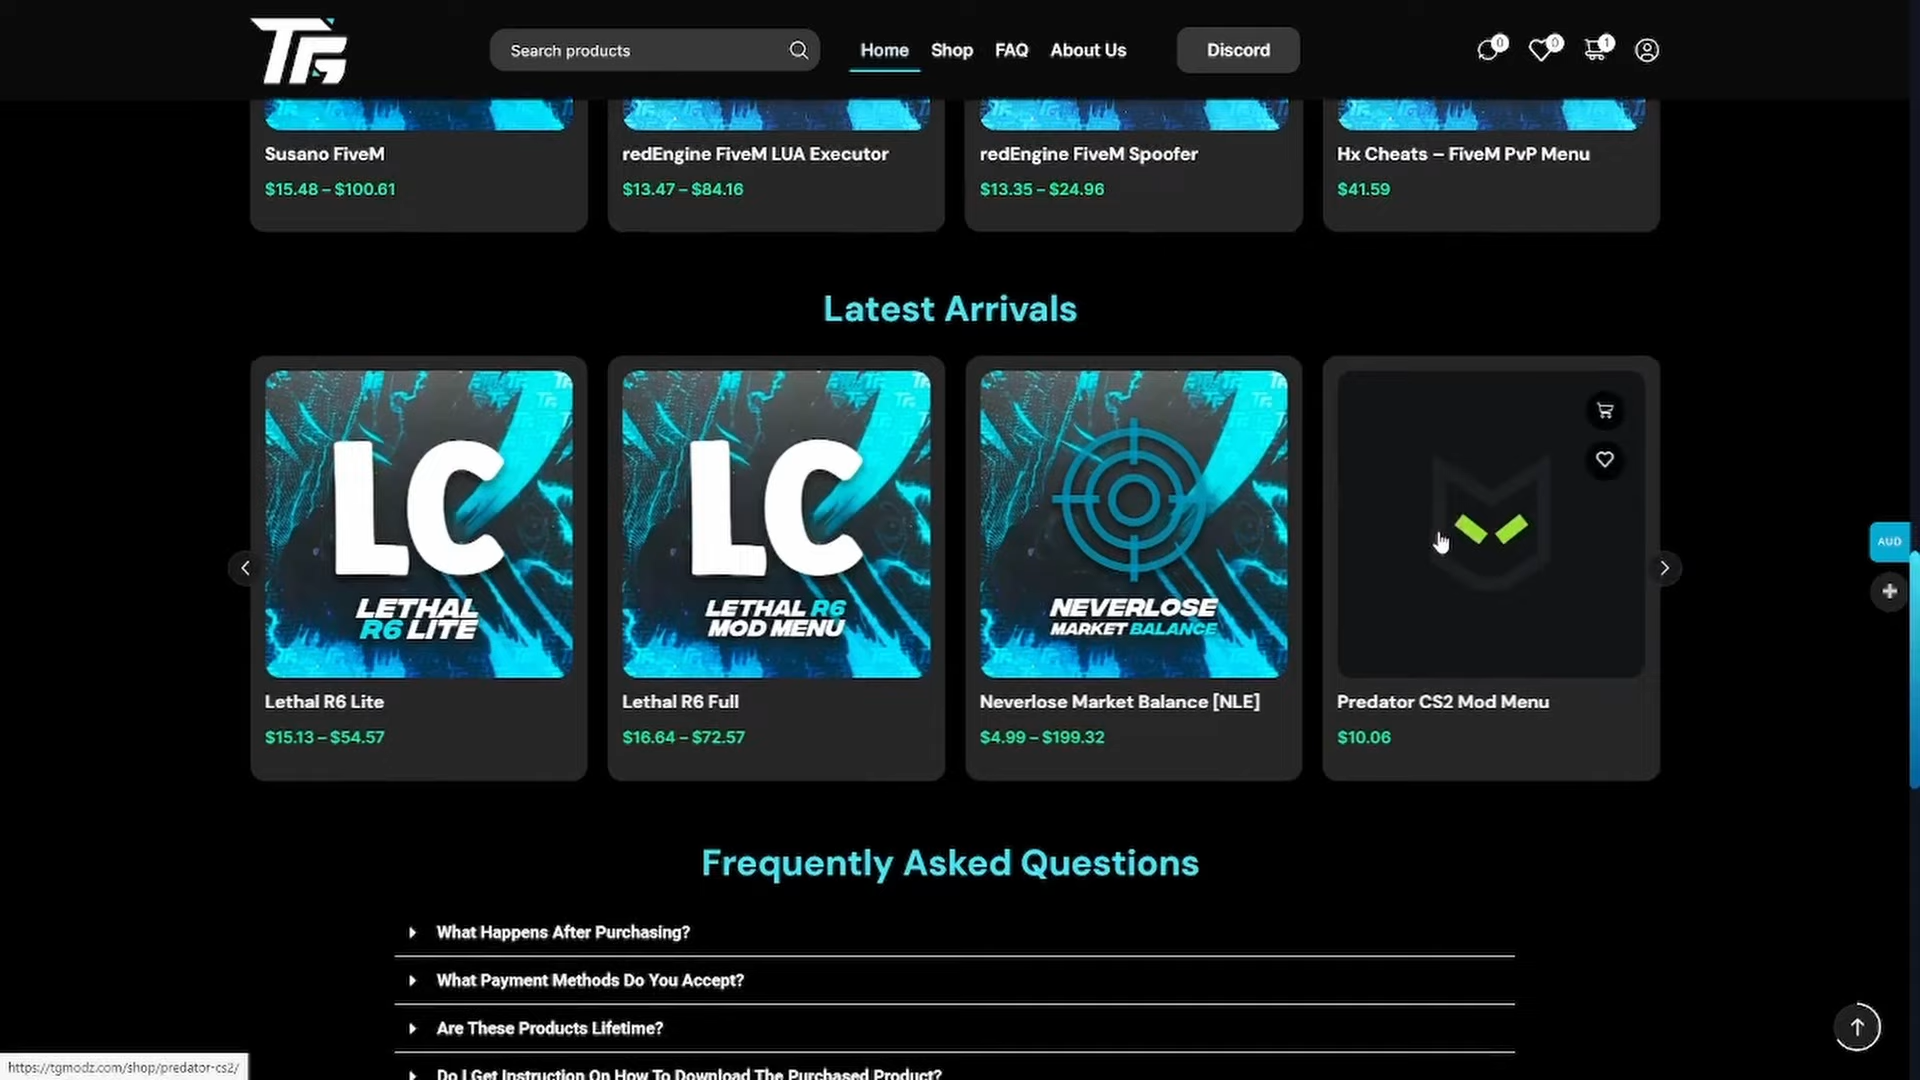 TG
Search products
Home
Shop
FAQ
About Us
Discord
0
0
1
Susano FiveM
$15.48 – $100.61
redEngine FiveM LUA Executor
$13.47 – $84.16
redEngine FiveM Spoofer
$13.35 – $24.96
Hx Cheats – FiveM PvP Menu
$41.59
Latest Arrivals
LC
LETHAL
R6 LITE
Lethal R6 Lite
$15.13 – $54.57
LC
LETHAL R6
MOD MENU
Lethal R6 Full
$16.64 – $72.57
NEVERLOSE
MARKET BALANCE
Neverlose Market Balance [NLE]
$4.99 – $199.32
Predator CS2 Mod Menu
$10.06
AUD
Frequently Asked Questions
What Happens After Purchasing?
What Payment Methods Do You Accept?
Are These Products Lifetime?
Do I Get Instruction On How To Download The Purchased Product?
https://tgmodz.com/shop/predator-cs2/